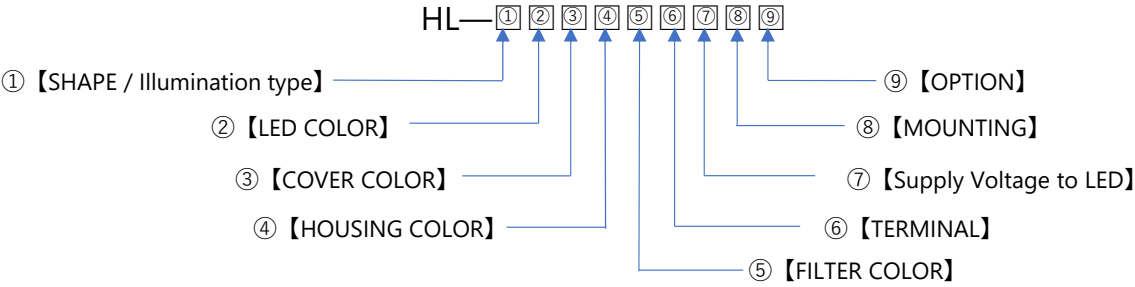 HL—①②③④⑤⑥⑦⑧⑨
①【SHAPE / Illumination type】
⑨【OPTION】
②【LED COLOR】
⑧【MOUNTING】
③【COVER COLOR】
⑦【Supply Voltage to LED】
④【HOUSING COLOR】
⑥【TERMINAL】
⑤【FILTER COLOR】